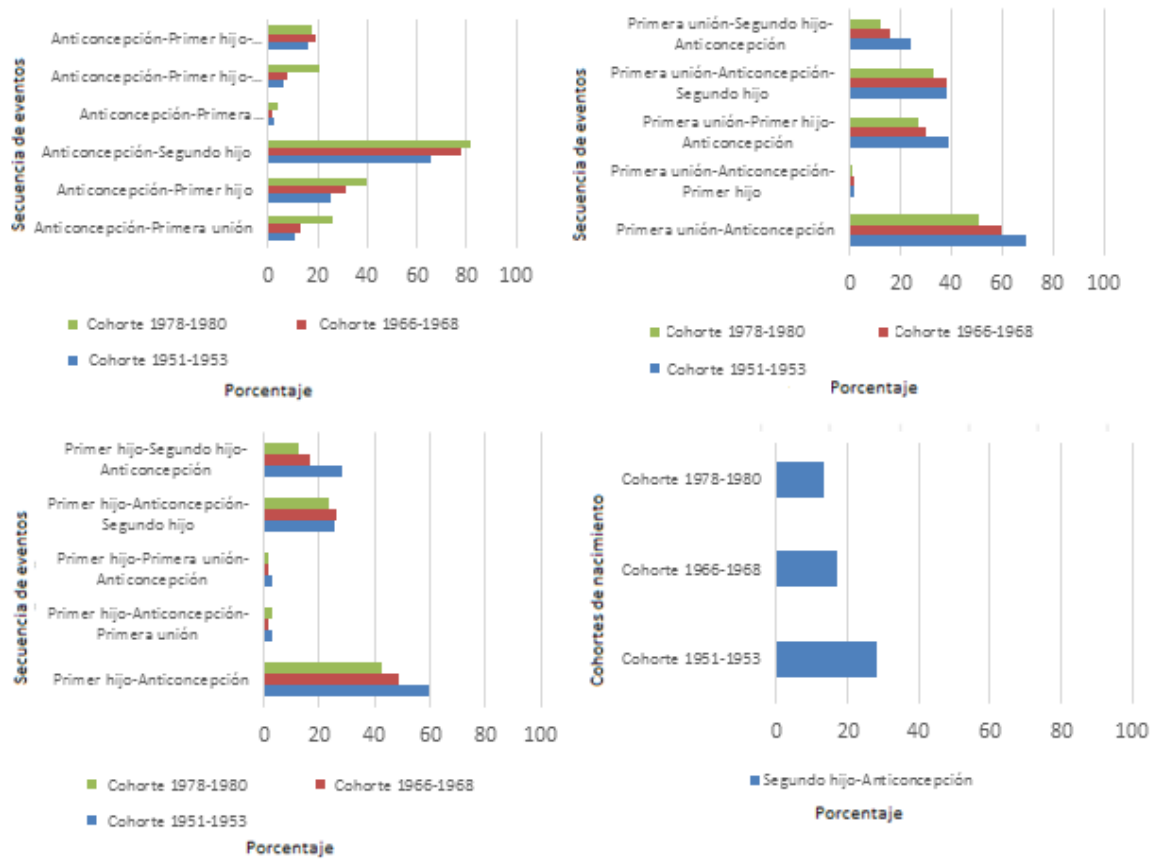 Secuencia de eventos
Anticoncepción-Primer hijo-...
Anticoncepción-Primer hijo-...
Anticoncepción-Primera ...
Anticoncepción-Segundo hijo
Anticoncepción-Primer hijo
Anticoncepción-Primera unión
0 20 40 60 80 100
Cohorte 1978-1980 Cohorte 1966-1968
Cohorte 1951-1953
Porcentaje
Secuencia de eventos
Primera unión-Segundo hijo-
Anticoncepción
Primera unión-Anticoncepción-
Segundo hijo
Primera unión-Primer hijo-
Anticoncepción
Primera unión-Anticoncepción-
Primer hijo
Primera unión-Anticoncepción
0 20 40 60 80 100
Cohorte 1978-1980 Cohorte 1966-1968
Cohorte 1951-1953
Porcentaje
Secuencia de eventos
Primer hijo-Segundo hijo-
Anticoncepción
Primer hijo-Anticoncepción-
Segundo hijo
Primer hijo-Primera unión-
Anticoncepción
Primer hijo-Anticoncepción-
Primera unión
Primer hijo-Anticoncepción
0 20 40 60 80 100
Cohorte 1978-1980 Cohorte 1966-1968
Cohorte 1951-1953
Porcentaje
Cohortes de nacimiento
Cohorte 1978-1980
Cohorte 1966-1968
Cohorte 1951-1953
0 20 40 60 80 100
Segundo hijo-Anticoncepción
Porcentaje